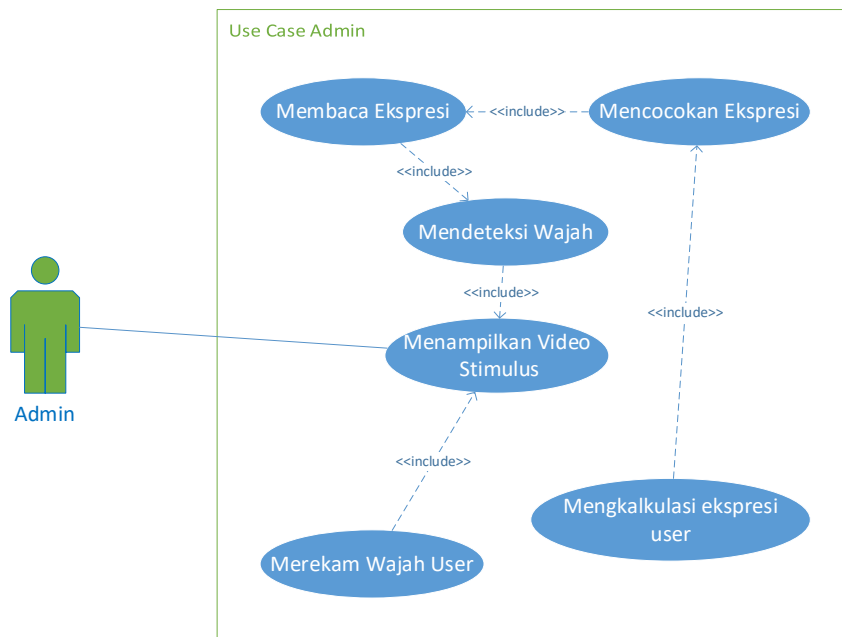 Use Case Admin
Membaca Ekspresi
<<include>>
Mencocokan Ekspresi
<<include>>
Mendeteksi Wajah
<<include>>
<<include>>
Menampilkan Video
Stimulus
Admin
<<include>>
Mengkalkulasi ekspresi
user
Merekam Wajah User